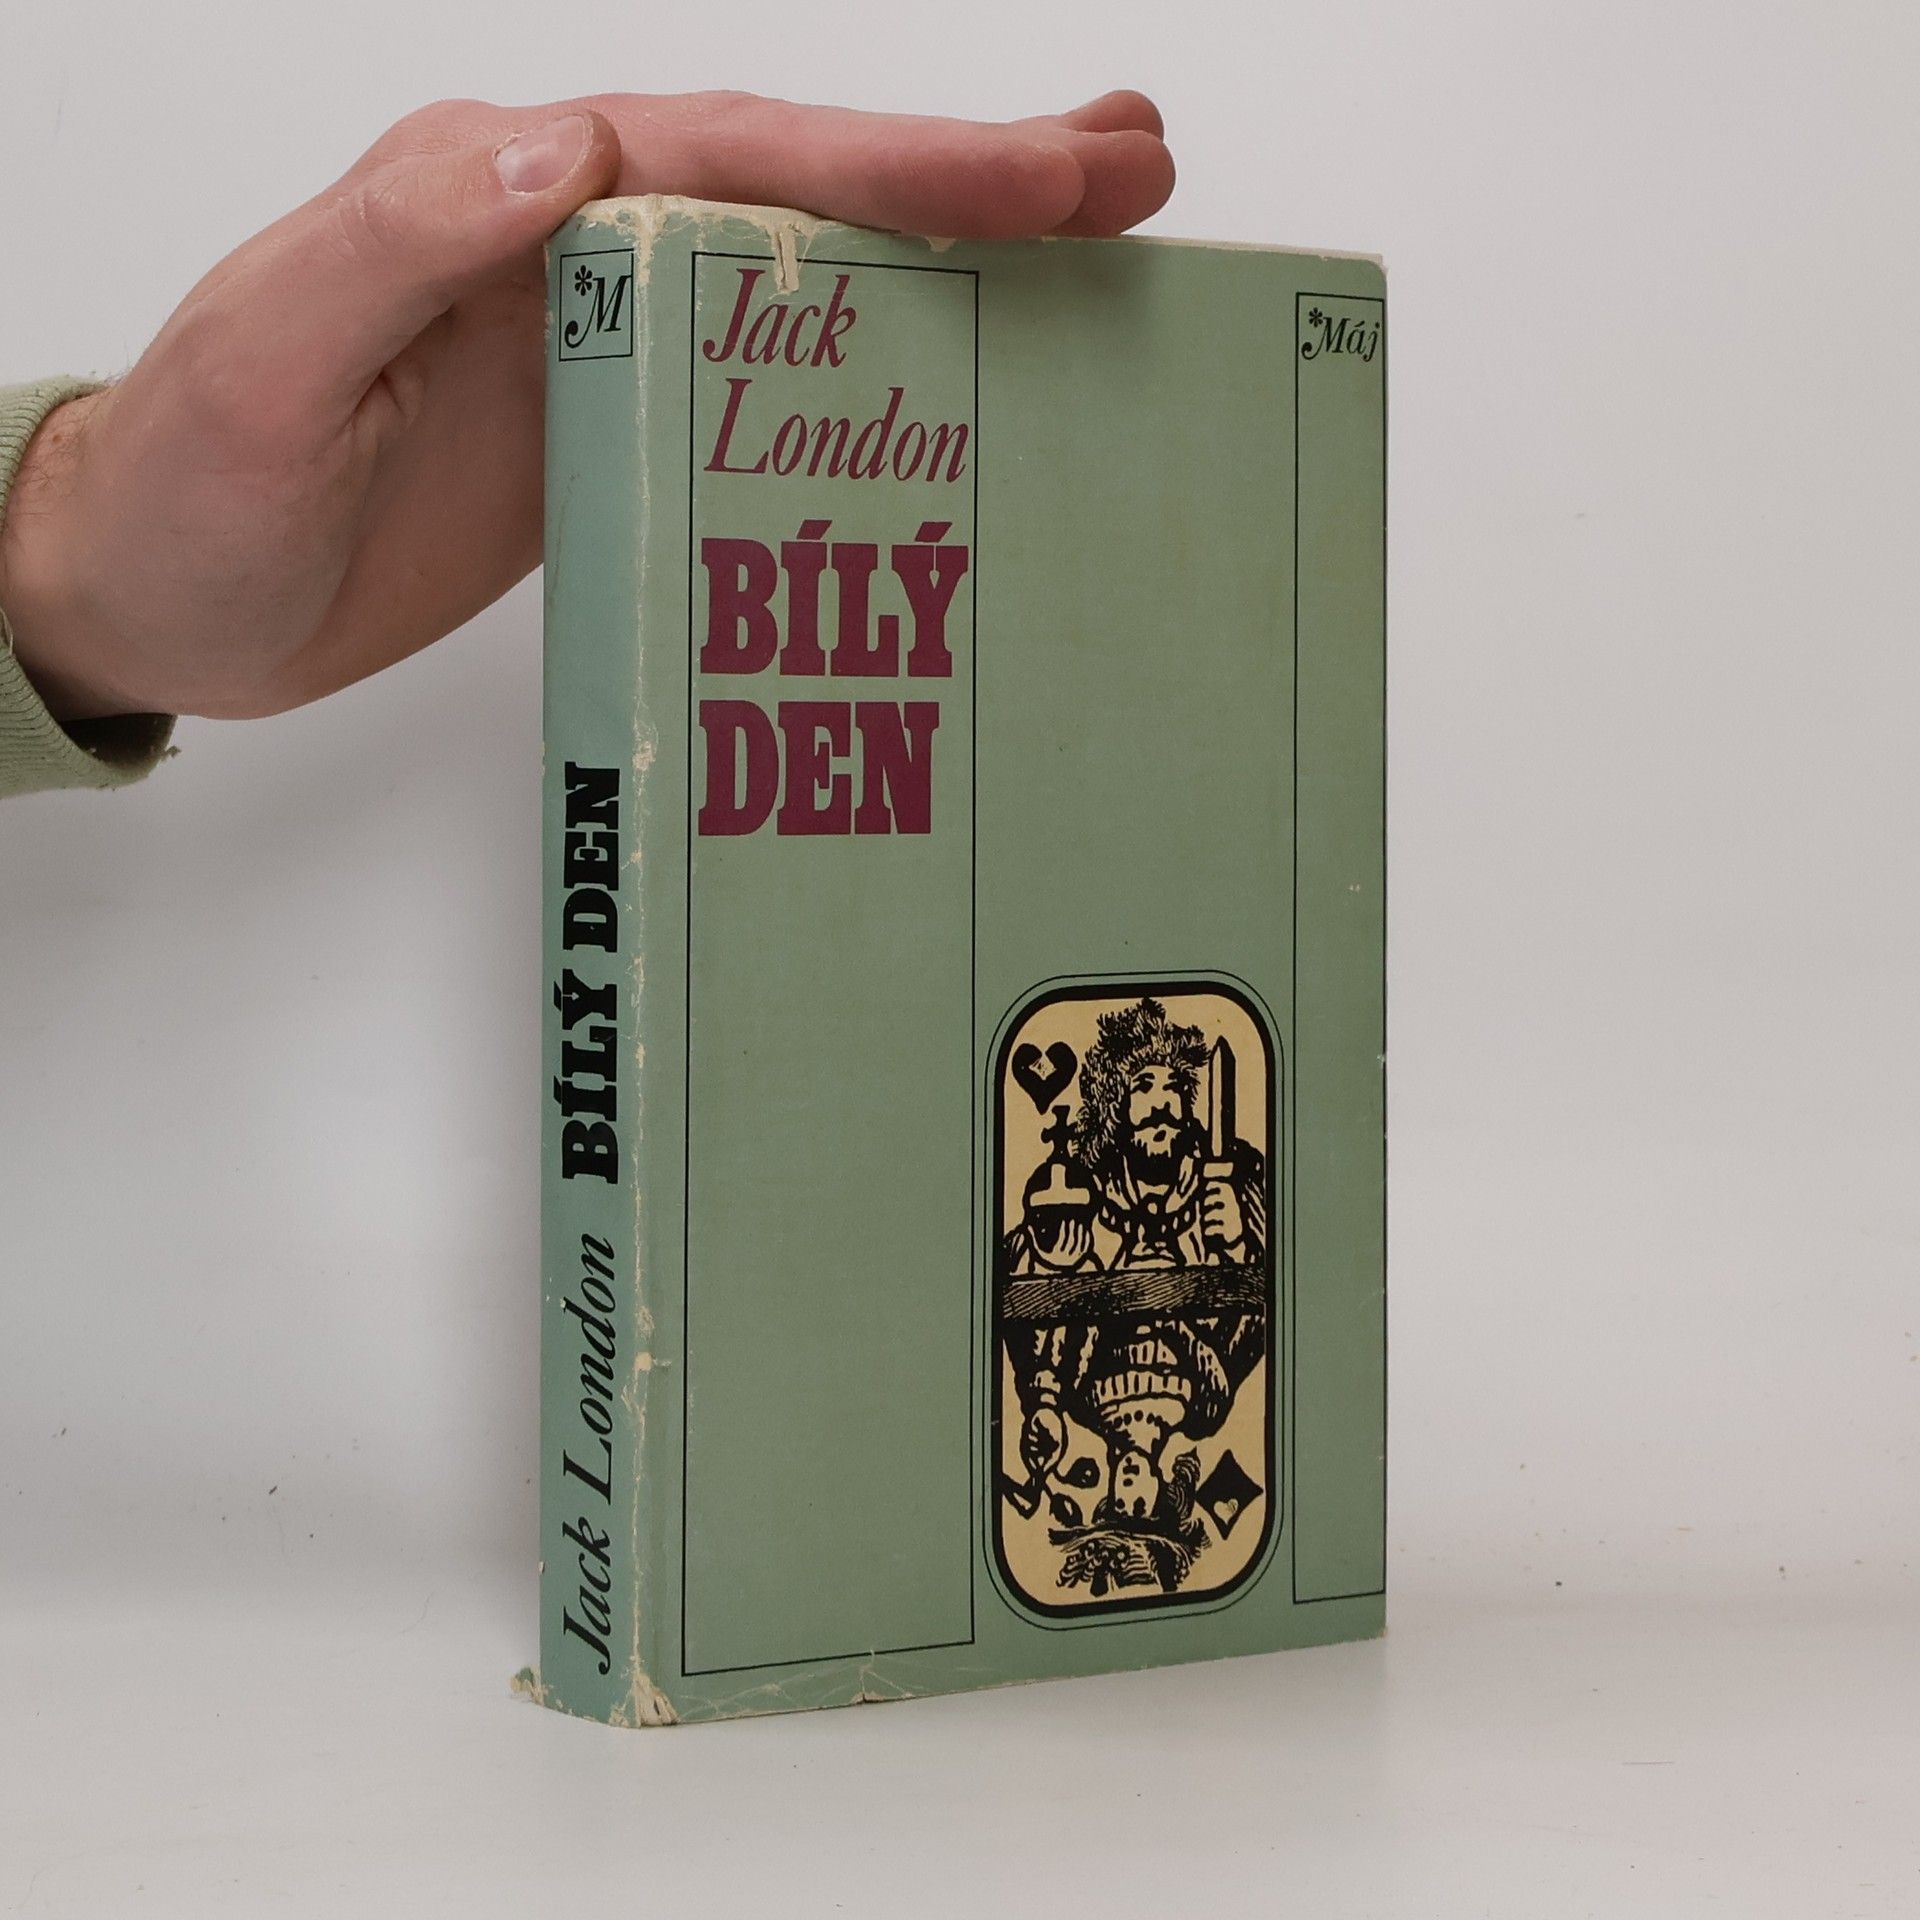 *M
Jack London BÍLÝ DEN
Jack
London
BÍLÝ
DEN
*Máj